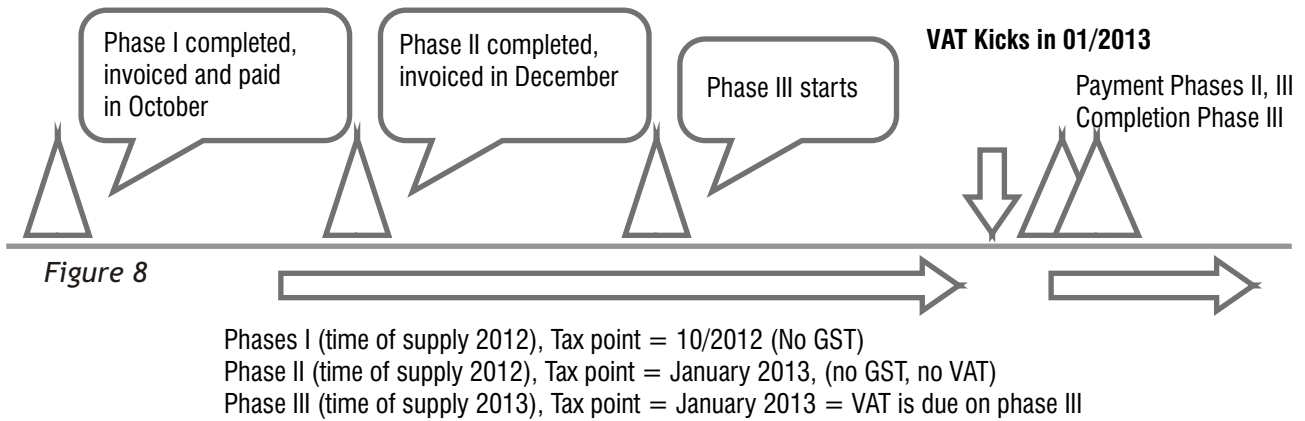 Phase I completed,
invoiced and paid
in October
Phase II completed,
invoiced in December
Phase III starts
VAT Kicks in 01/2013
Payment Phases II, III
Completion Phase III
Figure 8
Phases I (time of supply 2012), Tax point = 10/2012 (No GST)
Phase II (time of supply 2012), Tax point = January 2013, (no GST, no VAT)
Phase III (time of supply 2013), Tax point = January 2013 = VAT is due on phase III